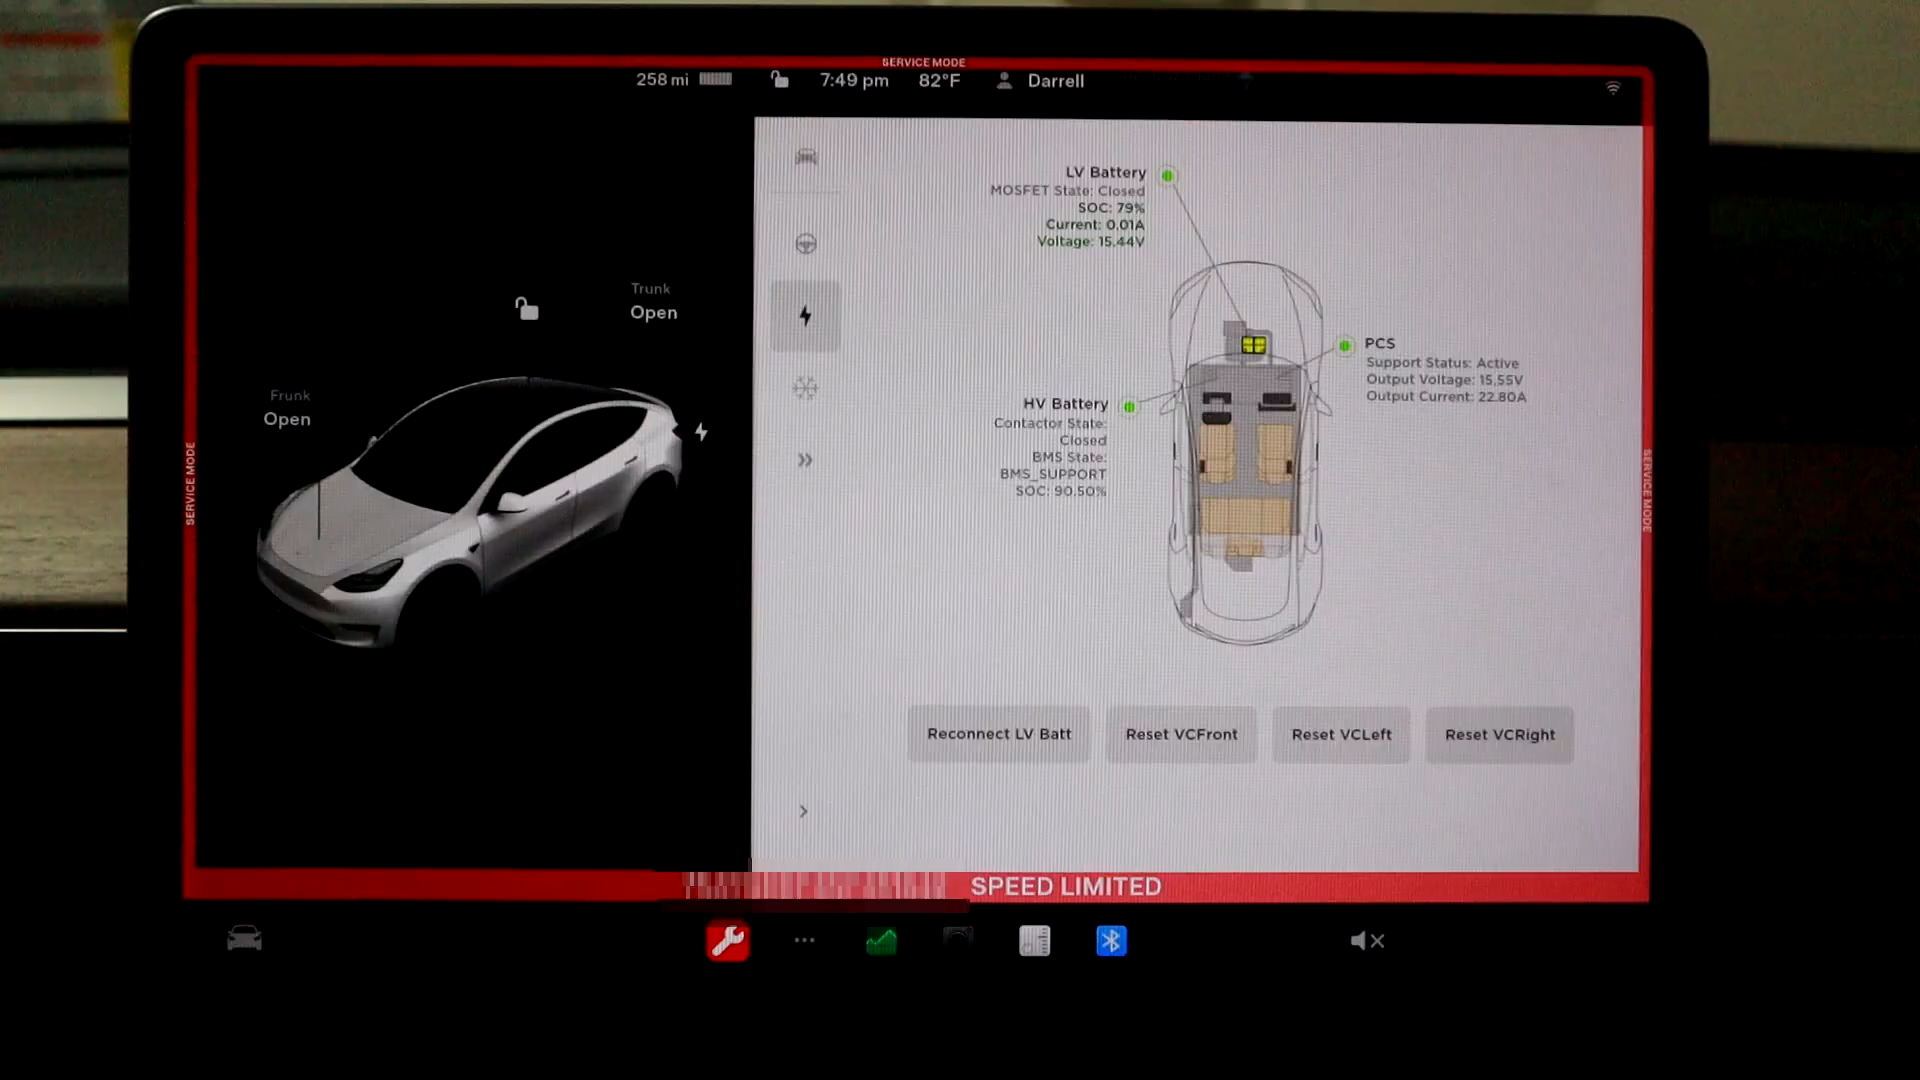 SERVICE MODE
258 mi
7:49 pm
82°F
Darrell
LV Battery
MOSFET State: Closed
SOC: 79%
Current: 0.01A
Voltage: 15.44V
Trunk
Open
Frunk
Open
PCS
Support Status: Active
Output Voltage: 15.55V
Output Current: 22.80A
HV Battery
Contactor State:
Closed
BMS State:
BMS_SUPPORT
SOC: 90.50%
SERVICE MODE
SERVICE MODE
Reconnect LV Batt
Reset VCFront
Reset VCLeft
Reset VCRight
SPEED LIMITED